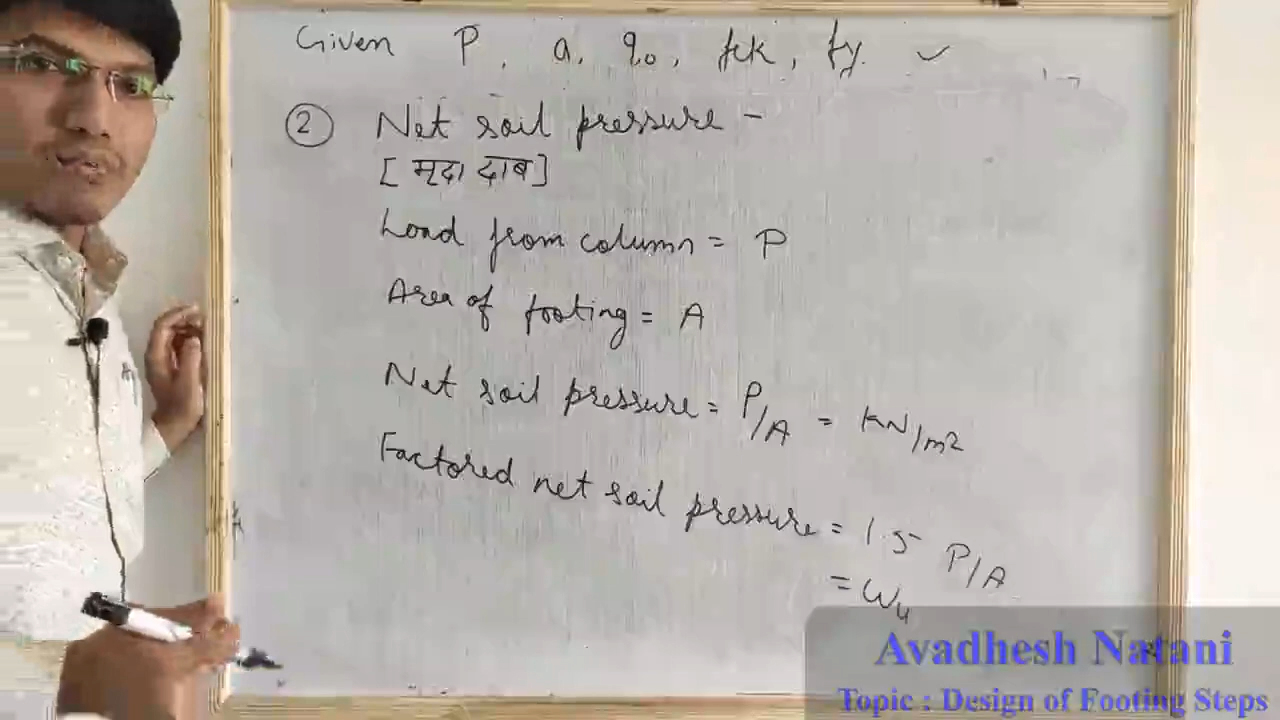 Given P, a, q₀, fck, fy. ✓
② Net soil pressure -
[ मृदा दाब ]
Load from column = P
Area of footing = A
Net soil pressure = P/A = KN/m2
Factored net soil pressure = 1.5 P/A
= wu
Avadhesh Natani
Topic : Design of Footing Steps